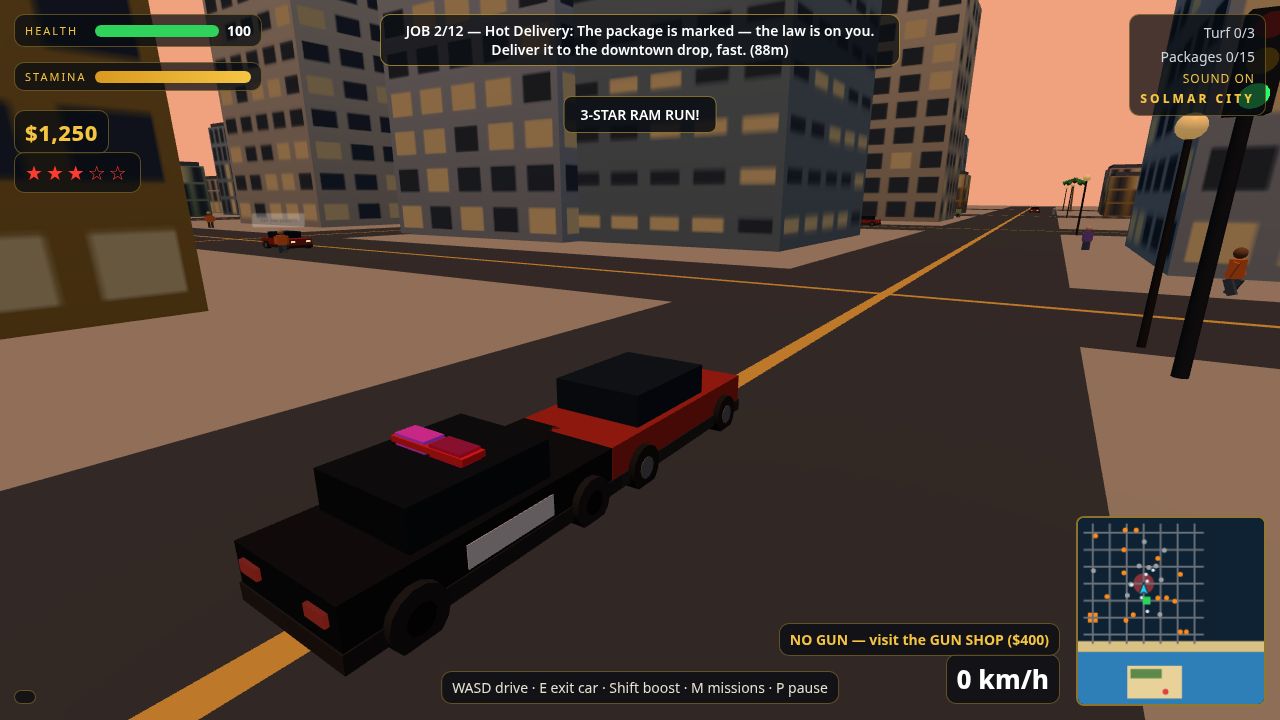 HEALTH 100
STAMINA
$1,250
★★★☆☆
JOB 2/12 — Hot Delivery: The package is marked — the law is on you.
Deliver it to the downtown drop, fast. (88m)
3-STAR RAM RUN!
Turf 0/3
Packages 0/15
SOUND ON
SOLMAR CITY
NO GUN — visit the GUN SHOP ($400)
0 km/h
WASD drive · E exit car · Shift boost · M missions · P pause